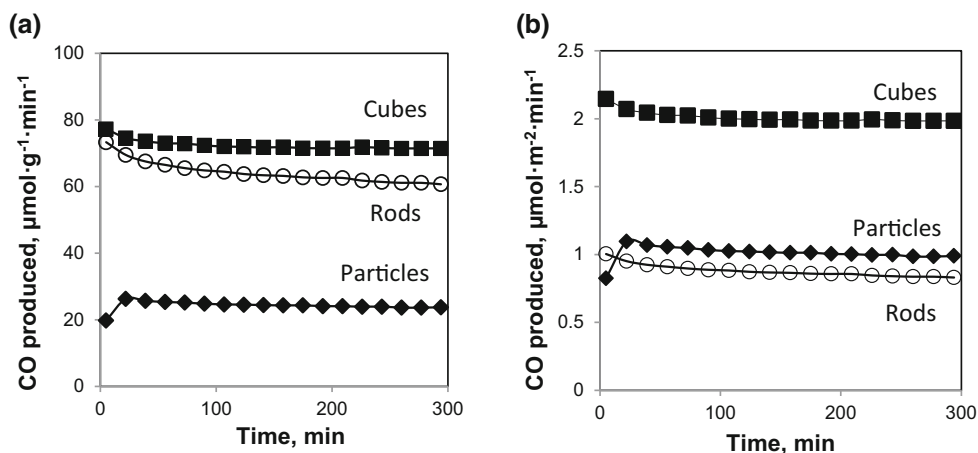 (a)
CO produced, µmol·g⁻¹·min⁻¹
100
80
60
40
20
0
Cubes
Rods
Particles
0 100 200 300
Time, min
(b)
CO produced, µmol·m⁻²·min⁻¹
2.5
2
1.5
1
0.5
0
Cubes
Particles
Rods
0 100 200 300
Time, min